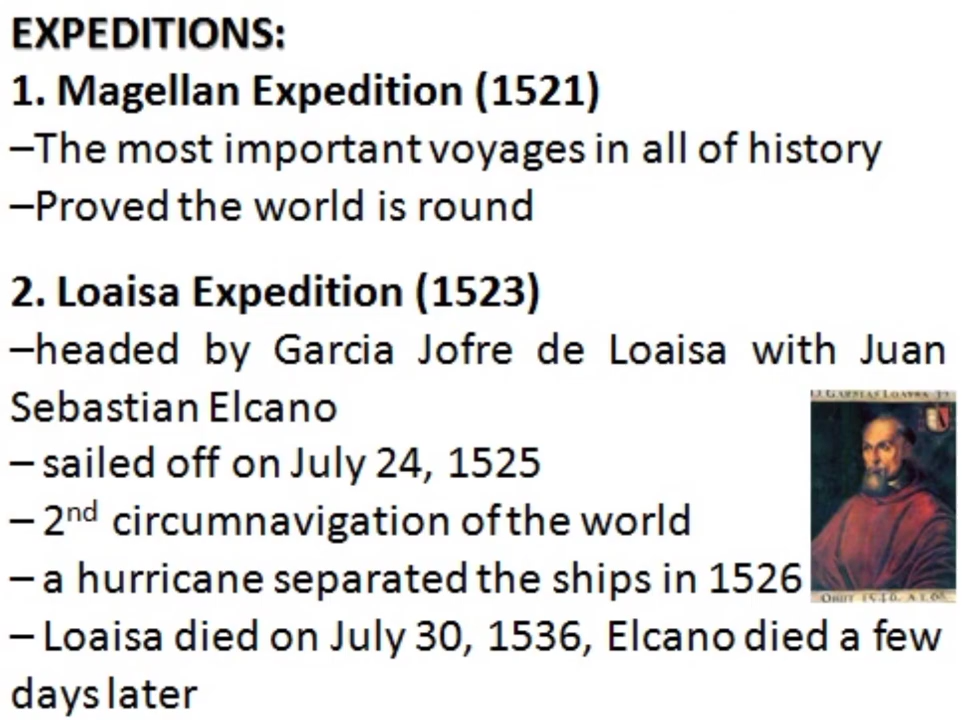 EXPEDITIONS:
1. Magellan Expedition (1521)
–The most important voyages in all of history
–Proved the world is round
2. Loaisa Expedition (1523)
–headed by Garcia Jofre de Loaisa with Juan
Sebastian Elcano
– sailed off on July 24, 1525
– 2nd circumnavigation of the world
– a hurricane separated the ships in 1526
– Loaisa died on July 30, 1536, Elcano died a few
days later